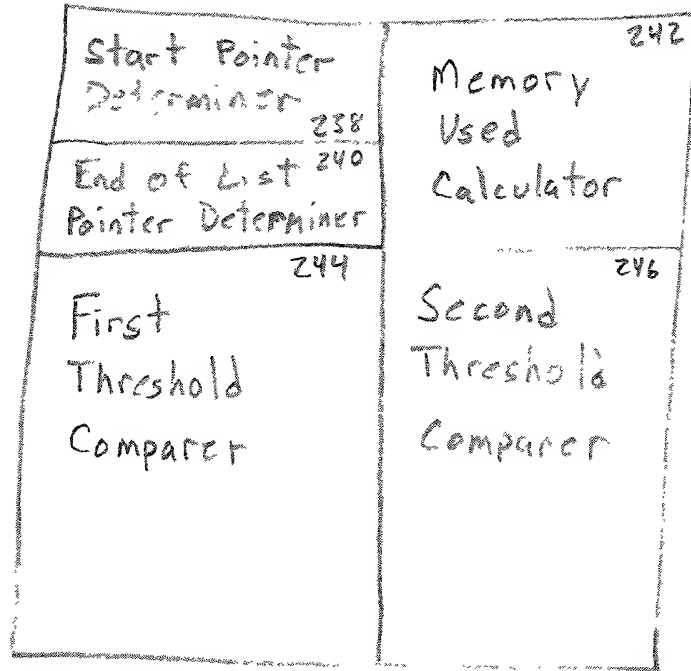 Start Pointer
Determiner
238
End of List 240
Pointer Determiner
242
Memory
Used
Calculator
244
First
Threshold
Comparer
246
Second
Threshold
Comparer